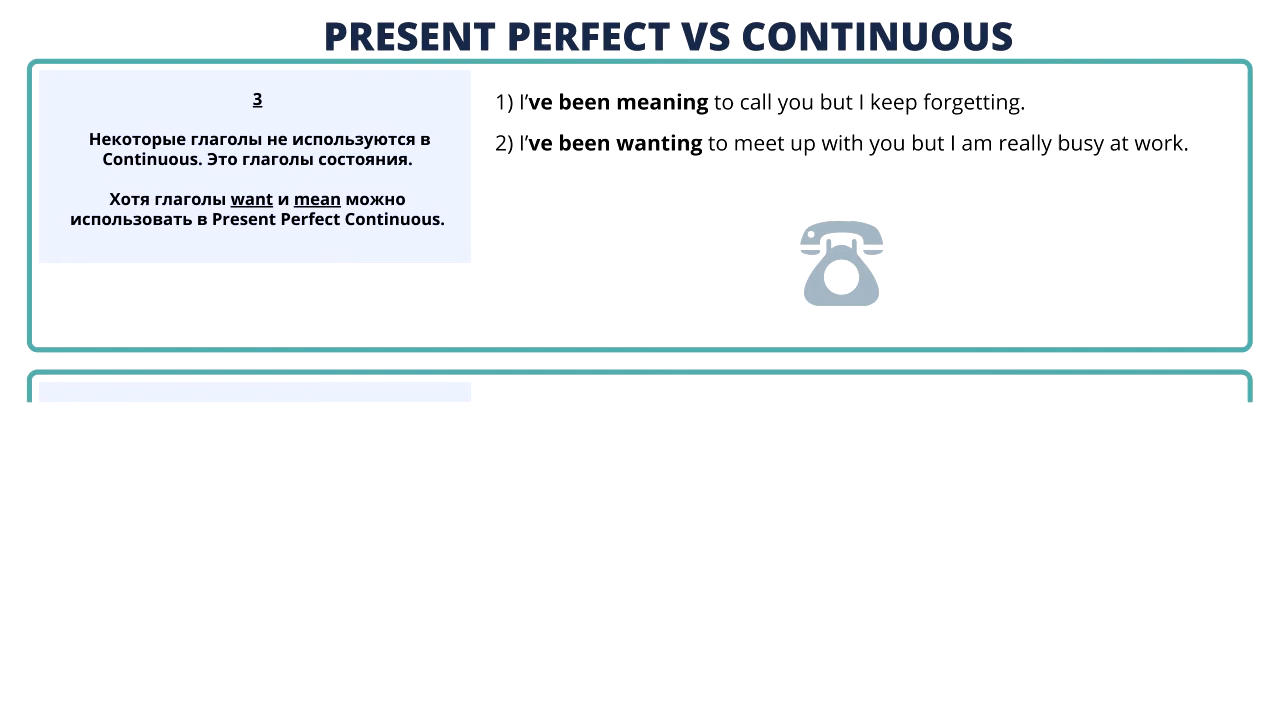 PRESENT PERFECT VS CONTINUOUS
3
Некоторые глаголы не используются в
Continuous. Это глаголы состояния.
Хотя глаголы want и mean можно
использовать в Present Perfect Continuous.
1) I’ve been meaning to call you but I keep forgetting.
2) I’ve been wanting to meet up with you but I am really busy at work.